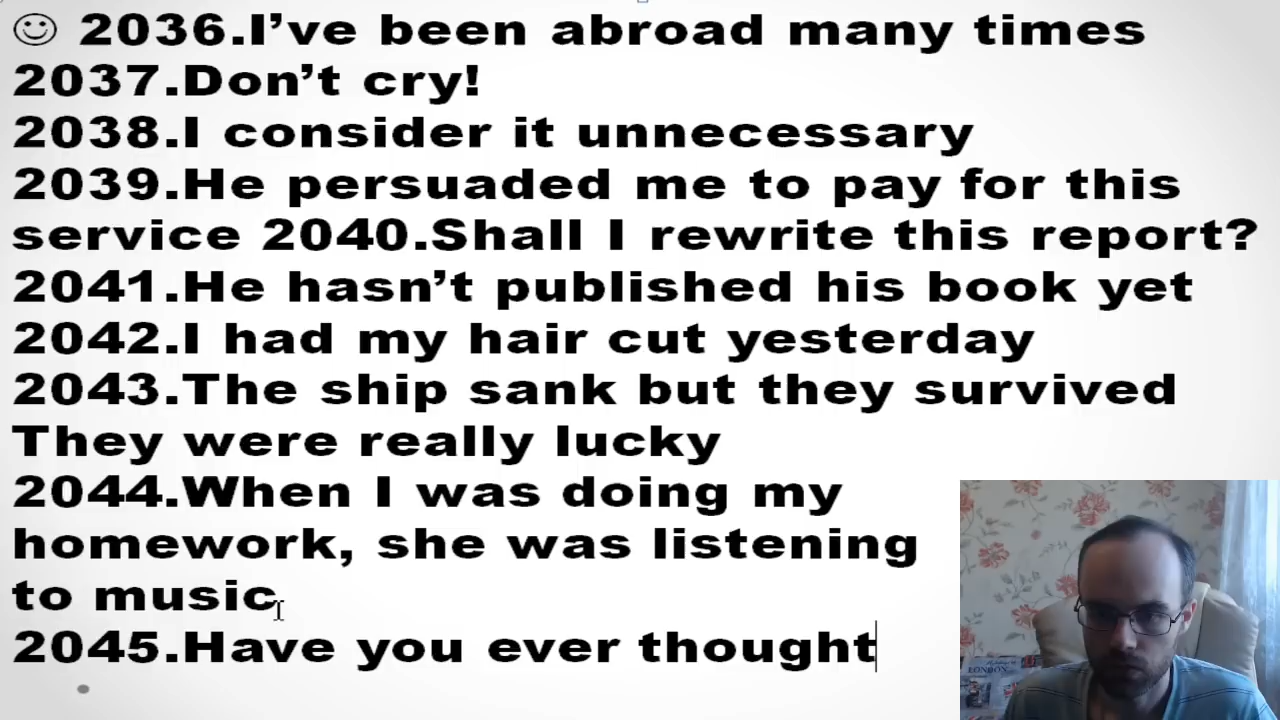 ☺ 2036.I’ve been abroad many times
2037.Don’t cry!
2038.I consider it unnecessary
2039.He persuaded me to pay for this
service 2040.Shall I rewrite this report?
2041.He hasn’t published his book yet
2042.I had my hair cut yesterday
2043.The ship sank but they survived
They were really lucky
2044.When I was doing my
homework, she was listening
to music
2045.Have you ever thought
LONDON